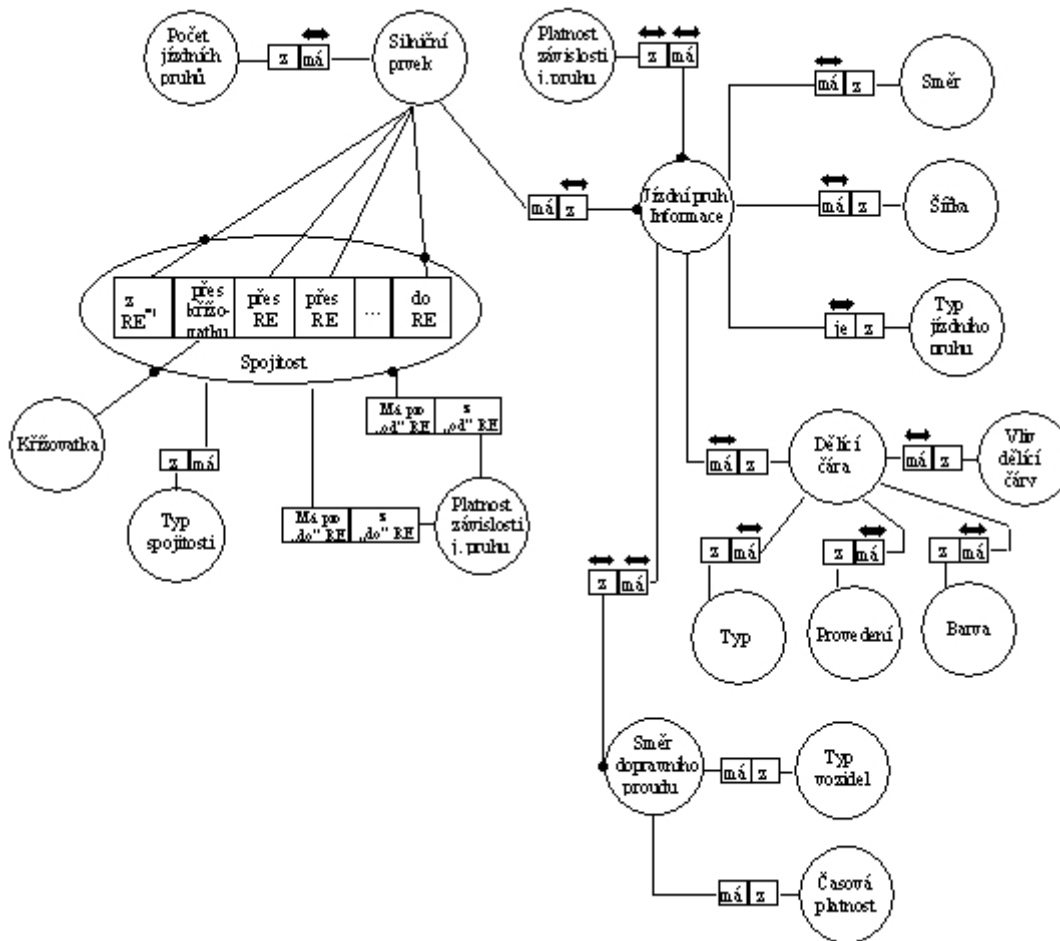 Počet
jízdních
pruhů
z má
Silniční
prvek
Platnost
závislosti
j. pruhu
z má
má z
Směr
má z
Jízdní pruh
Informace
má z
Šířka
je z
Typ
jízdního
pruhu
z
RE
přes
křižo-
vatku
přes
RE
přes
RE
...
do
RE
Spojitost
Křižovatka
z má
Typ
spojitosti
Má pro
„od" RE
z
„od" RE
Má pro
„do" RE
z
„do" RE
Platnost
závislosti
j. pruhu
má z
Dělící
čára
má z
Vliv
dělící
čáry
z má
Typ
z má
Provedení
z má
Barva
z má
Směr
dopravního
proudu
má z
Typ
vozidel
má z
Časová
platnost